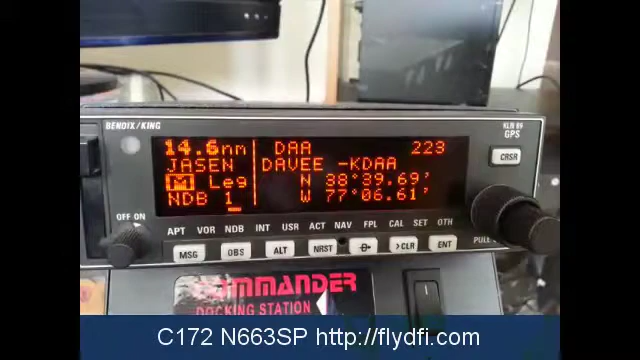 BENDIX/KING
KLN 89
GPS
14.6nm DAA 223
JASEN DAVEE -KDAA
M Leg N 38°39.69'
NDB 1 W 77°06.61'
CRSR
OFF ON
APT VOR NDB INT USR ACT NAV FPL CAL SET OTH
MSG OBS ALT NRST D >CLR ENT
PULL
COMMANDER
DOCKING STATION
C172 N663SP http://flydfi.com